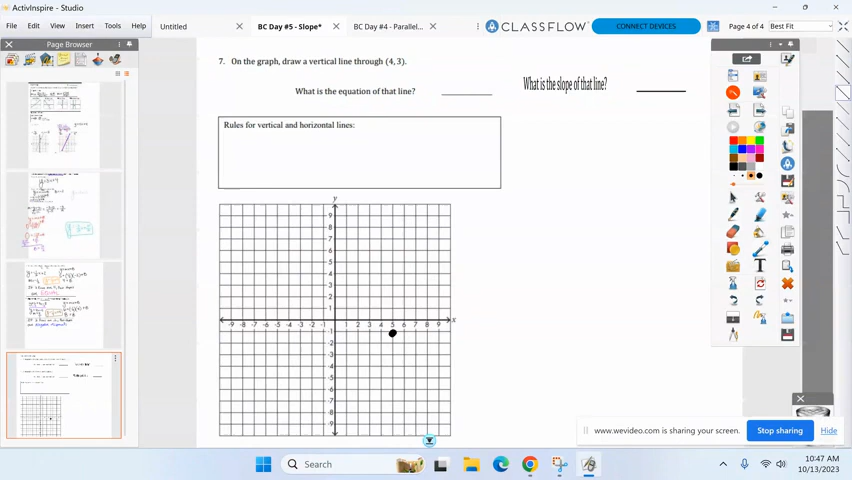 ActivInspire - Studio
File Edit View Insert Tools Help
Untitled
BC Day #5 - Slope*
BC Day #4 - Parallel...
CLASSFLOW
CONNECT DEVICES
Page 4 of 4
Best Fit
Page Browser
7. On the graph, draw a vertical line through (4,3).
What is the equation of that line? ________
What is the slope of that line? ________
Rules for vertical and horizontal lines:
y
9
8
7
6
5
4
3
2
1
-9 -8 -7 -6 -5 -4 -3 -2 -1 1 2 3 4 5 6 7 8 9 x
-1
-2
-3
-4
-5
-6
-7
-8
-9
T
www.wevideo.com is sharing your screen.
Stop sharing
Hide
Search
10:47 AM
10/13/2023